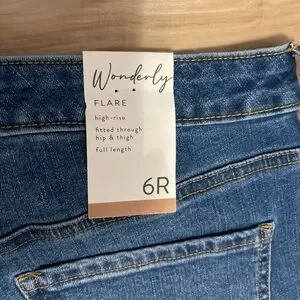 Wonderly
FLARE
high-rise
fitted through
hip & thigh
full length
6R